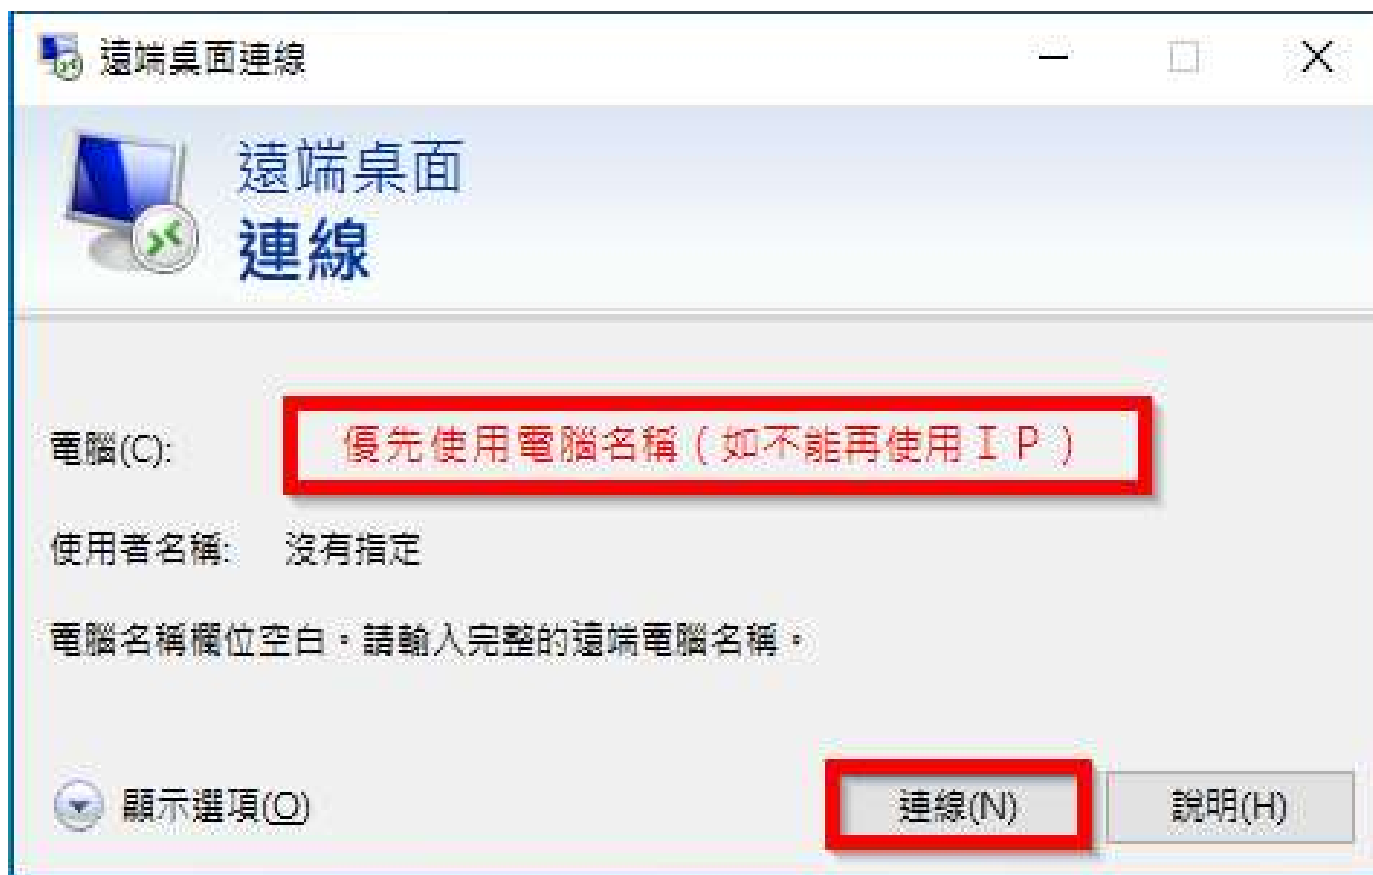 遠端桌面連線
遠端桌面
連線
電腦(C):
優先使用電腦名稱（如不能再使用ＩＰ）
使用者名稱: 沒有指定
電腦名稱欄位空白。請輸入完整的遠端電腦名稱。
顯示選項(O)
連線(N)
說明(H)